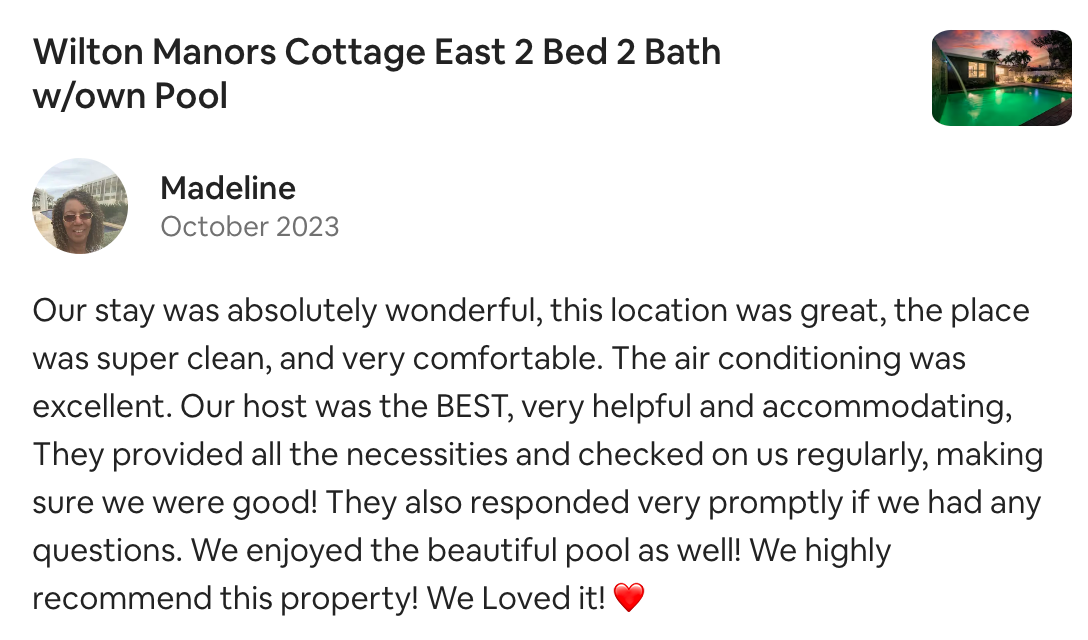 Wilton Manors Cottage East 2 Bed 2 Bath
w/own Pool
Madeline
October 2023
Our stay was absolutely wonderful, this location was great, the place
was super clean, and very comfortable. The air conditioning was
excellent. Our host was the BEST, very helpful and accommodating,
They provided all the necessities and checked on us regularly, making
sure we were good! They also responded very promptly if we had any
questions. We enjoyed the beautiful pool as well! We highly
recommend this property! We Loved it! ❤️